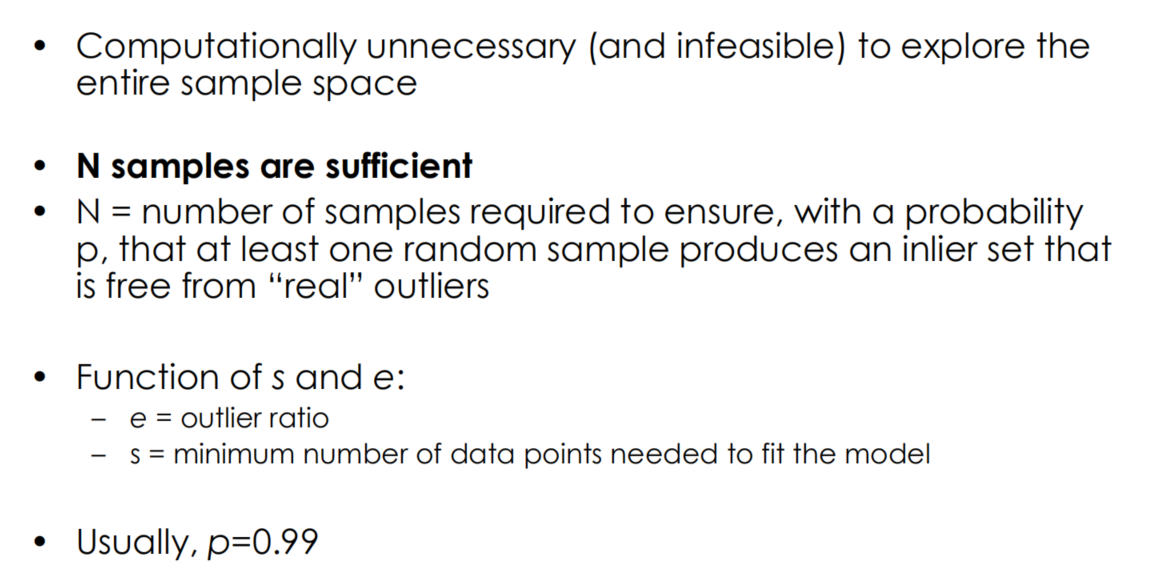 • Computationally unnecessary (and infeasible) to explore the
entire sample space
• N samples are sufficient
• N = number of samples required to ensure, with a probability
p, that at least one random sample produces an inlier set that
is free from “real” outliers
• Function of s and e:
– e = outlier ratio
– s = minimum number of data points needed to fit the model
• Usually, p=0.99